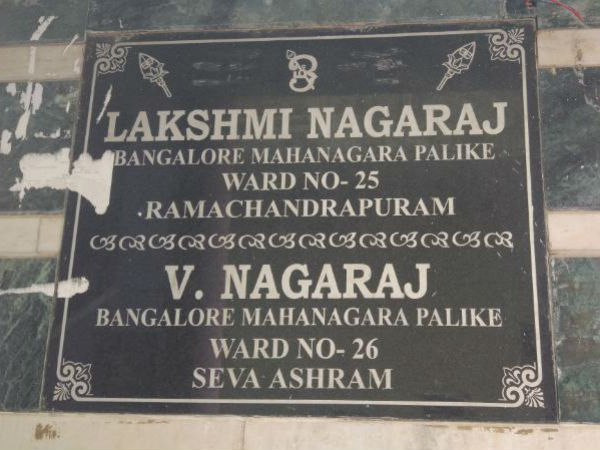 LAKSHMI NAGARAJ
BANGALORE MAHANAGARA PALIKE
WARD NO- 25
RAMACHANDRAPURAM
V. NAGARAJ
BANGALORE MAHANAGARA PALIKE
WARD NO- 26
SEVA ASHRAM